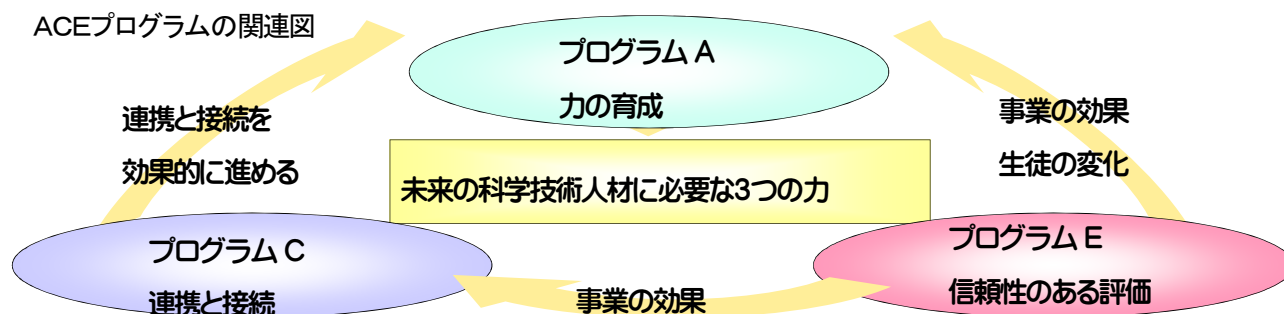 ACEプログラムの関連図
プログラム A
力の育成
連携と接続を
効果的に進める
事業の効果
生徒の変化
未来の科学技術人材に必要な3つの力
プログラム C
連携と接続
プログラム E
信頼性のある評価
事業の効果